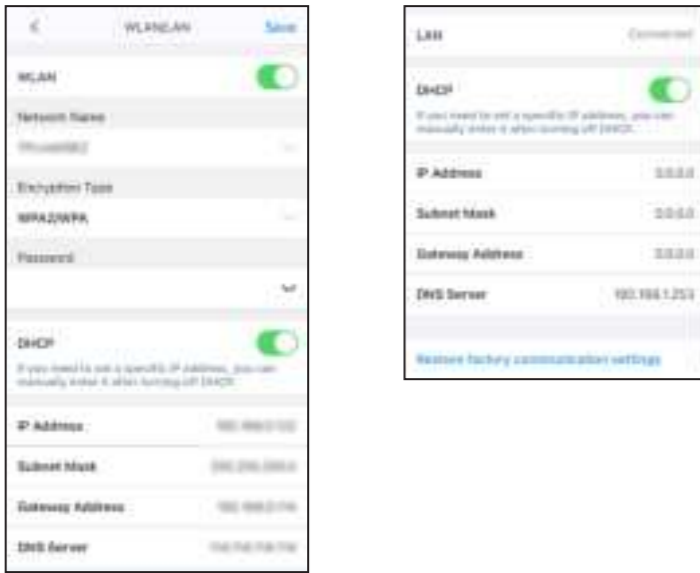 WLAN/LAN
Save
WLAN
Network Name
Encryption Type
WPA2/WPA
Password
DHCP
If you need to set a specific IP address, you can
manually enter it after turning off DHCP.
IP Address
Subnet Mask
Gateway Address
DNS Server
LAN
Connected
DHCP
If you need to set a specific IP address, you can
manually enter it after turning off DHCP.
IP Address 0.0.0.0
Subnet Mask 0.0.0.0
Gateway Address 0.0.0.0
DNS Server
Restore factory communication settings